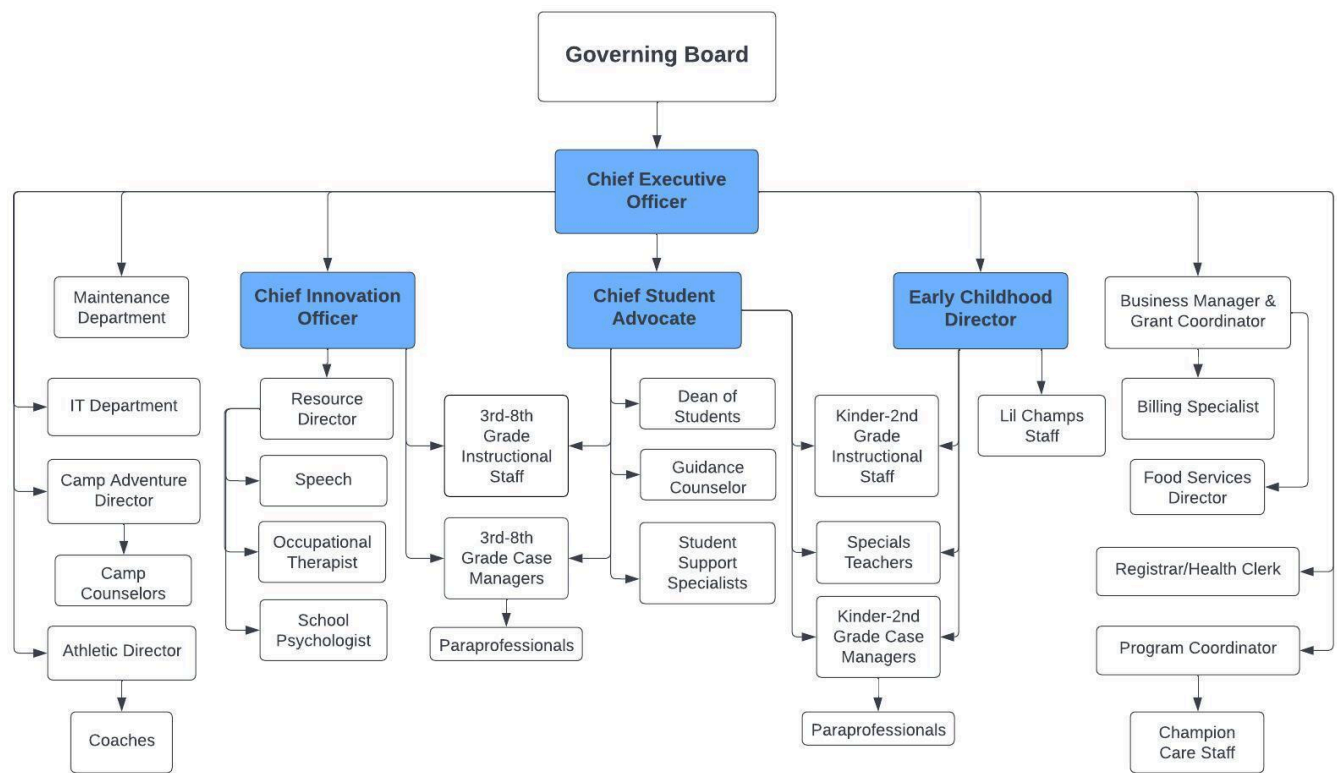 Governing Board
Chief Executive
Officer
Maintenance
Department
Chief Innovation
Officer
Chief Student
Advocate
Early Childhood
Director
Business Manager &
Grant Coordinator
IT Department
Resource
Director
3rd-8th
Grade
Instructional
Staff
Dean of
Students
Kinder-2nd
Grade
Instructional
Staff
Lil Champs
Staff
Billing Specialist
Camp Adventure
Director
Speech
Guidance
Counselor
Food Services
Director
Camp
Counselors
Occupational
Therapist
3rd-8th
Grade Case
Managers
Student
Support
Specialists
Specials
Teachers
Registrar/Health Clerk
Athletic Director
School
Psychologist
Paraprofessionals
Kinder-2nd
Grade Case
Managers
Program Coordinator
Coaches
Paraprofessionals
Champion
Care Staff